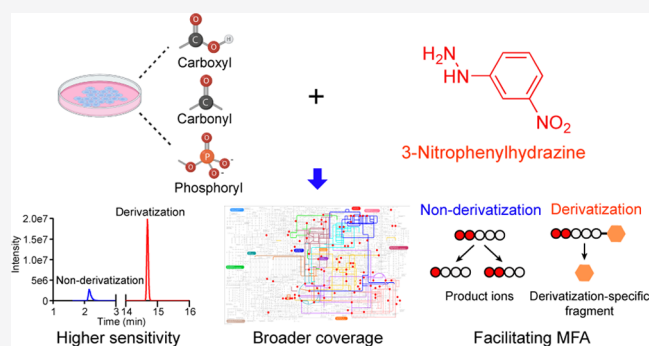 O
C
O
H
Carboxyl
O
C
Carbonyl
O
P
O
O
O
Phosphoryl
+
H₂N
HN
NO₂
3-Nitrophenylhydrazine
Intensity
2.0e7
1.5e7
1.0e7
5e6
0
Derivatization
Non-derivatization
1 2 3 14 15 16
Time (min)
Higher sensitivity
Broader coverage
Non-derivatization
Derivatization
Product ions
Derivatization-specific
fragment
Facilitating MFA